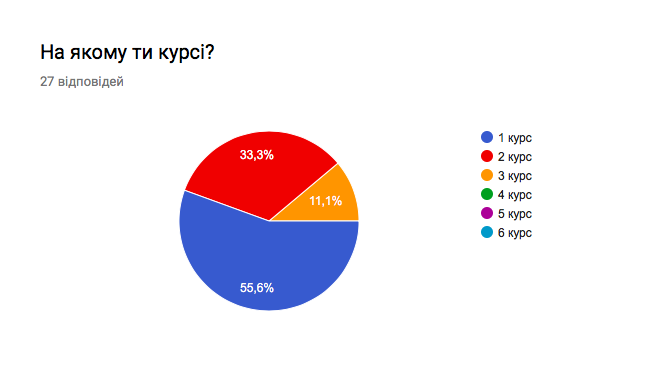 На якому ти курсі?
27 відповідей
33,3%
11,1%
55,6%
1 курс
2 курс
3 курс
4 курс
5 курс
6 курс